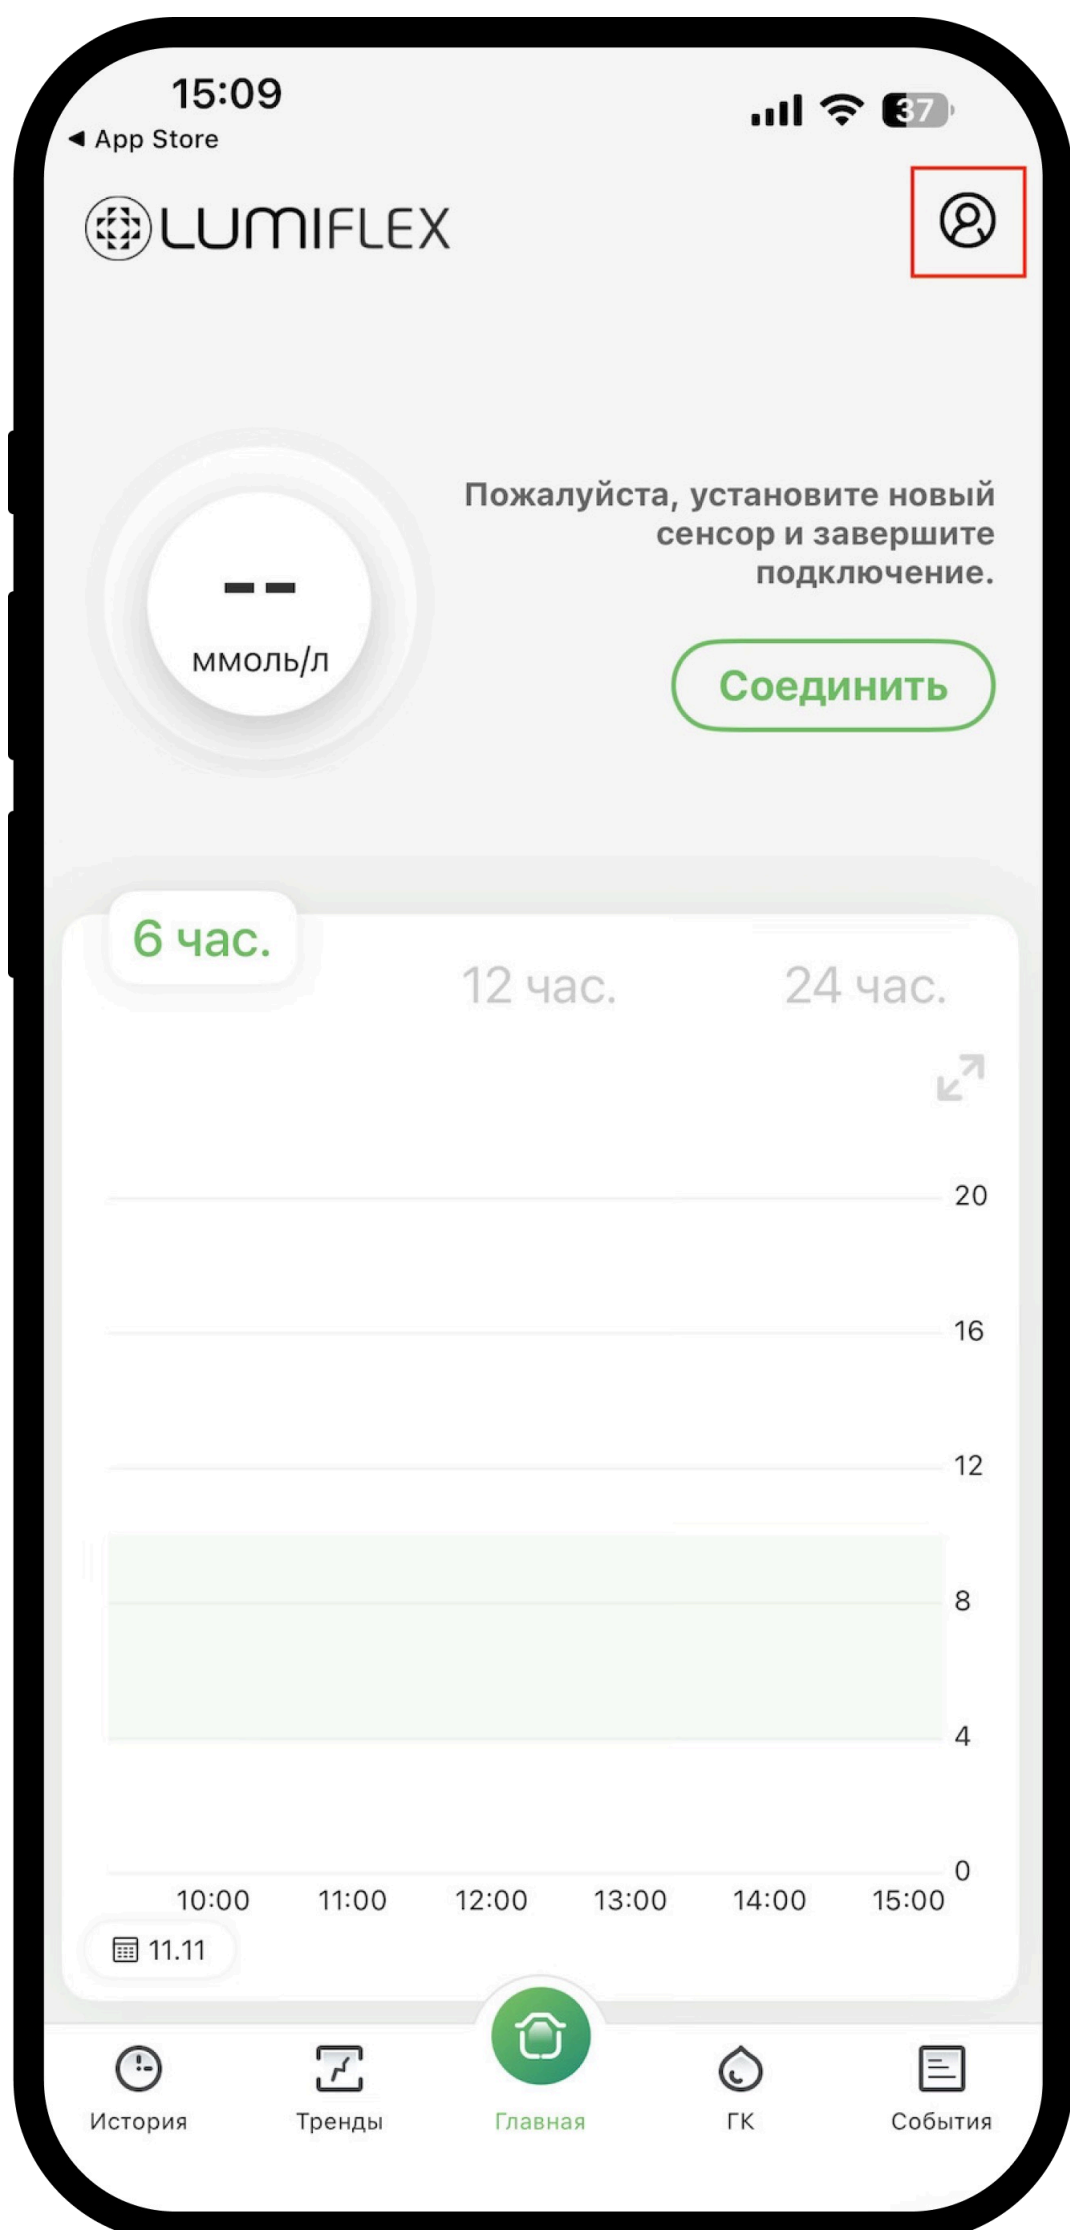 15:09
37
◀ App Store
LUMIFLEX
Пожалуйста, установите новый
сенсор и завершите
подключение.
--
ммоль/л
Соединить
6 час.
12 час.
24 час.
20
16
12
8
4
0
10:00 11:00 12:00 13:00 14:00 15:00
11.11
История Тренды Главная ГК События